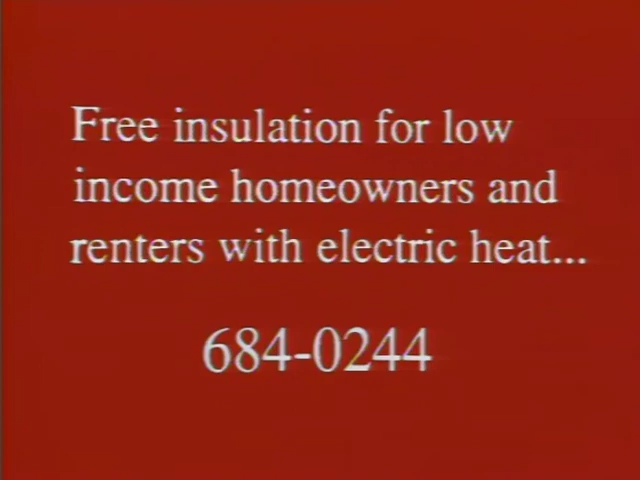 Free insulation for low
income homeowners and
renters with electric heat...
684-0244